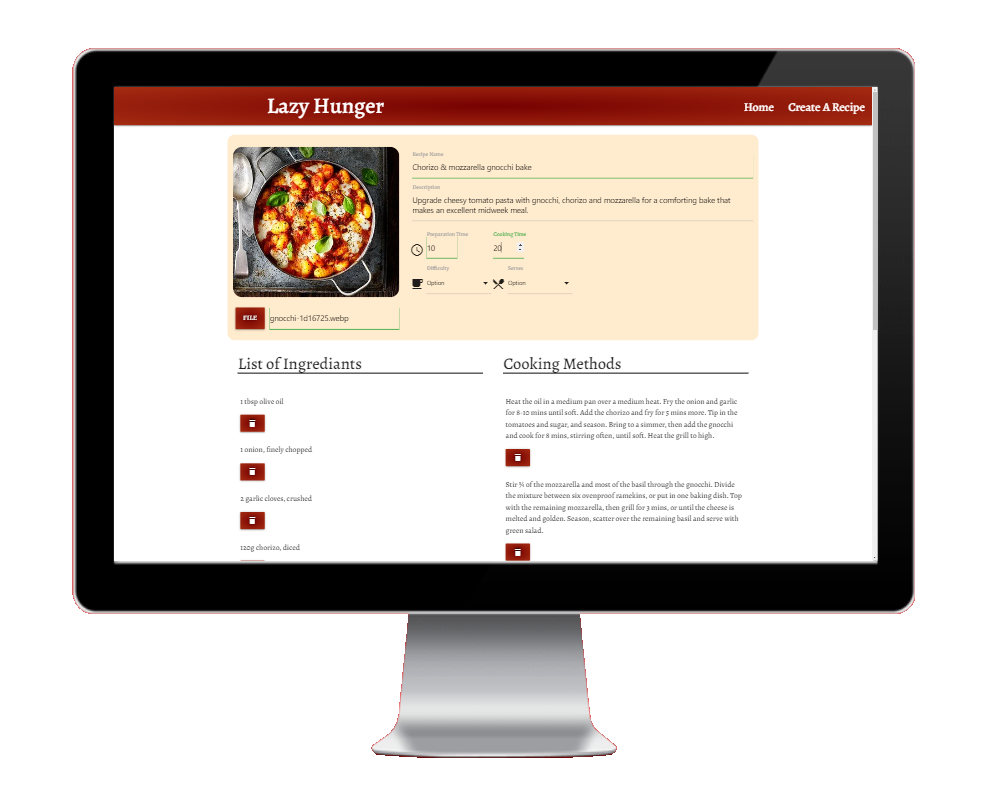 Lazy Hunger
Home
Create A Recipe
Recipe Name
Chorizo & mozzarella gnocchi bake
Description
Upgrade cheesy tomato pasta with gnocchi, chorizo and mozzarella for a comforting bake that
makes an excellent midweek meal.
Preparation Time
Cooking Time
10
20
Difficulty
Serves
Option
Option
FILE
gnocchi-1d16725.webp
List of Ingrediants
Cooking Methods
1 tbsp olive oil
1 onion, finely chopped
2 garlic cloves, crushed
120g chorizo, diced
Heat the oil in a medium pan over a medium heat. Fry the onion and garlic
for 8-10 mins until soft. Add the chorizo and fry for 5 mins more. Tip in the
tomatoes and sugar, and season. Bring to a simmer, then add the gnocchi
and cook for 8 mins, stirring often, until soft. Heat the grill to high.
Stir ¾ of the mozzarella and most of the basil through the gnocchi. Divide
the mixture between six ovenproof ramekins, or put in one baking dish. Top
with the remaining mozzarella, then grill for 3 mins, or until the cheese is
melted and golden. Season, scatter over the remaining basil and serve with
green salad.